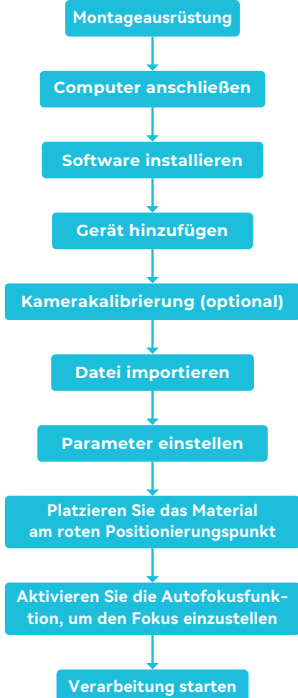 Montageausrüstung
Computer anschließen
Software installieren
Gerät hinzufügen
Kamerakalibrierung (optional)
Datei importieren
Parameter einstellen
Platzieren Sie das Material
am roten Positionierungspunkt
Aktivieren Sie die Autofokusfunk-
tion, um den Fokus einzustellen
Verarbeitung starten